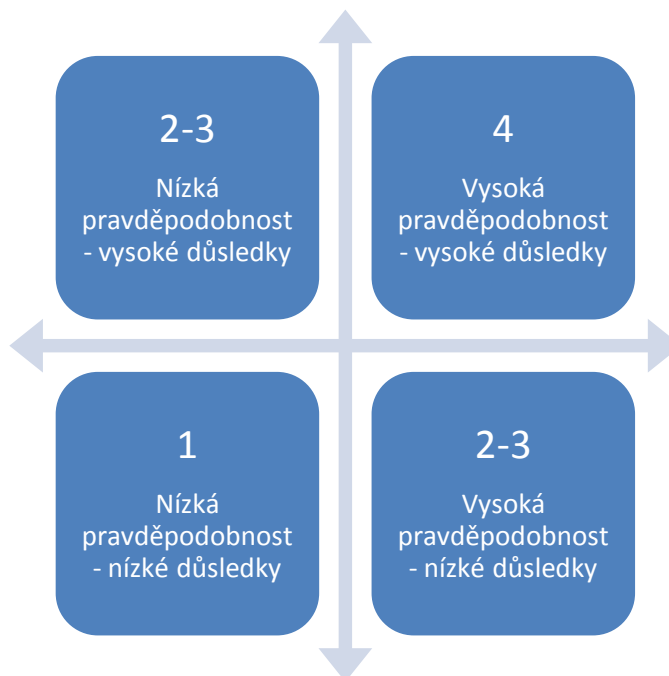 2-3
Nízká
pravděpodobnost
- vysoké důsledky
4
Vysoká
pravděpodobnost
- vysoké důsledky
1
Nízká
pravděpodobnost
- nízké důsledky
2-3
Vysoká
pravděpodobnost
- nízké důsledky